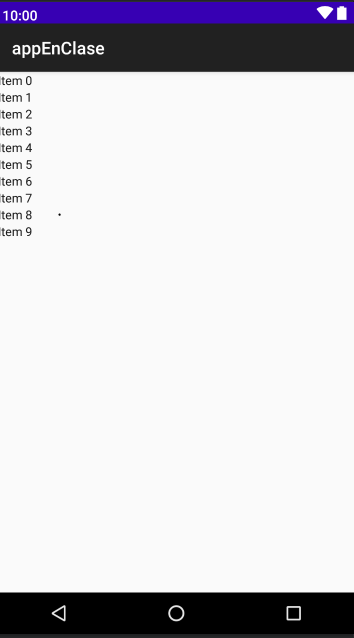 10:00
appEnClase
Item 0
Item 1
Item 2
Item 3
Item 4
Item 5
Item 6
Item 7
Item 8
Item 9